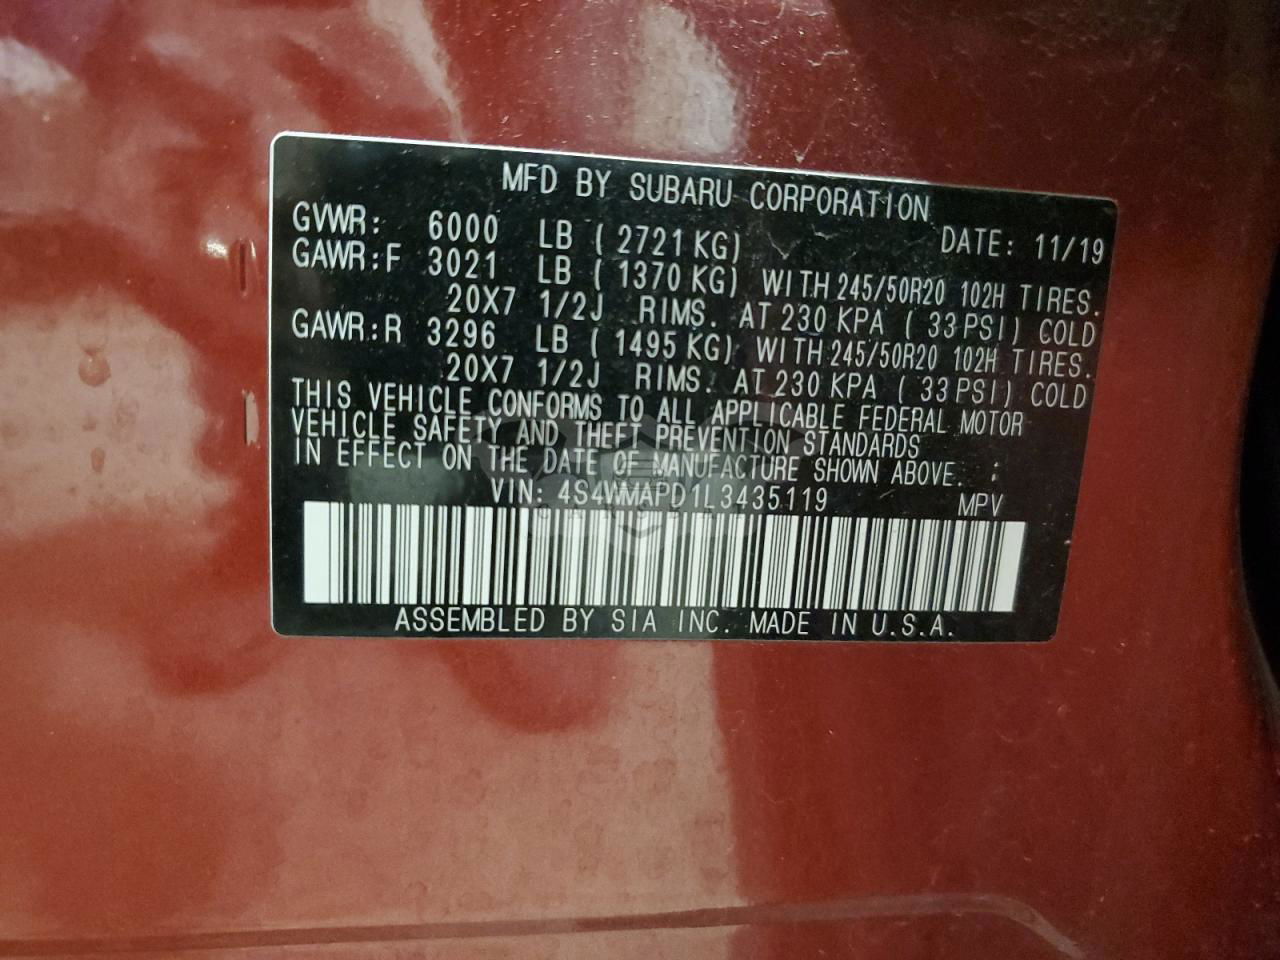 MFD BY SUBARU CORPORATION
GVWR: 6000 LB ( 2721 KG) DATE: 11/19
GAWR:F 3021 LB ( 1370 KG) WITH 245/50R20 102H TIRES.
20X7 1/2J RIMS. AT 230 KPA ( 33 PSI) COLD
GAWR:R 3296 LB ( 1495 KG) WITH 245/50R20 102H TIRES.
20X7 1/2J RIMS. AT 230 KPA ( 33 PSI) COLD
THIS VEHICLE CONFORMS TO ALL APPLICABLE FEDERAL MOTOR
VEHICLE SAFETY AND THEFT PREVENTION STANDARDS
IN EFFECT ON THE DATE OF MANUFACTURE SHOWN ABOVE. :
VIN: 4S4WMAPD1L3435119 MPV
ASSEMBLED BY SIA INC. MADE IN U.S.A.